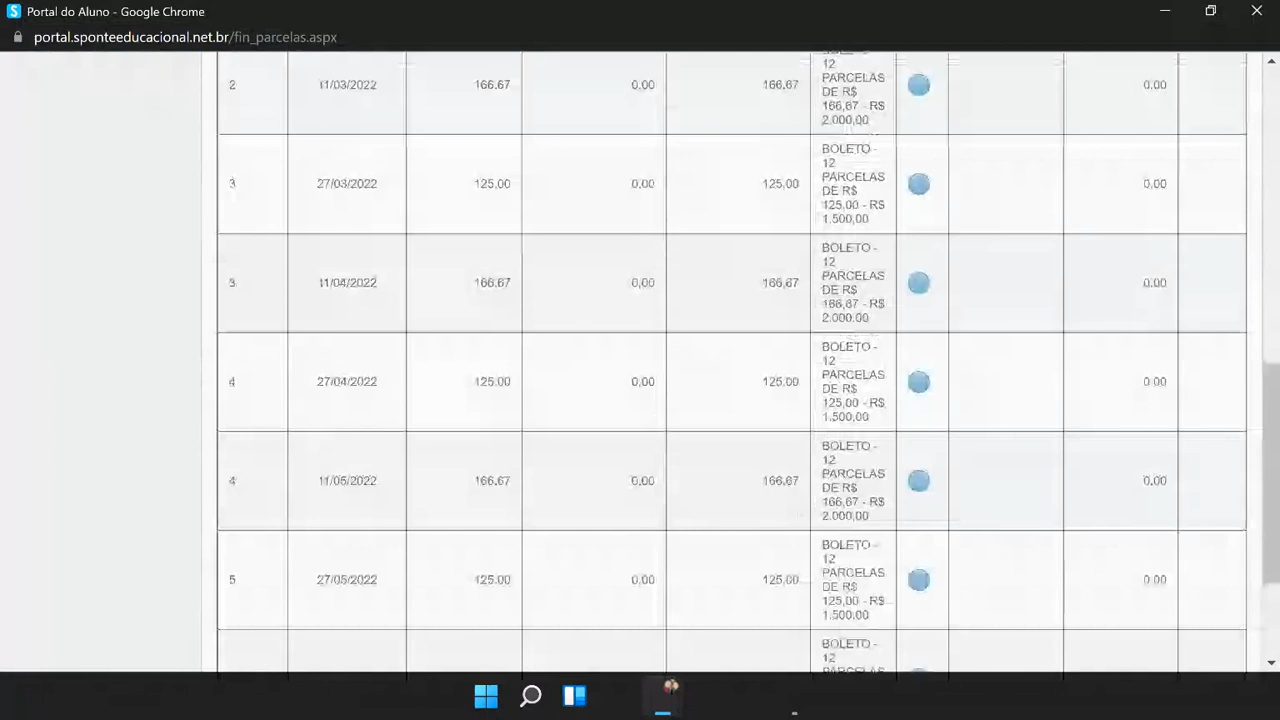 Portal do Aluno - Google Chrome
portal.sponteeducacional.net.br/fin_parcelas.aspx
12
PARCELAS
DE R$
166,67 - R$
2.000,00
2 11/03/2022 166.67 0,00 166,67 0.00
BOLETO -
12
PARCELAS
DE R$
125,00 - R$
1.500,00
3 27/03/2022 125.00 0.00 125.00 0,00
BOLETO -
12
PARCELAS
DE R$
166,67 - R$
2.000.00
3 11/04/2022 166.67 0,00 166,67 0.00
BOLETO -
12
PARCELAS
DE R$
125,00 - R$
1.500,00
4 27/04/2022 125.00 0,00 125.00 0.00
BOLETO -
12
PARCELAS
DE R$
166,67 - R$
2.000,00
4 11/05/2022 166.67 0,00 166,67 0.00
BOLETO -
12
PARCELAS
DE R$
125,00 - R$
1.500,00
5 27/05/2022 125.00 0,00 125,00 0.00
BOLETO -
12
PARCELAS